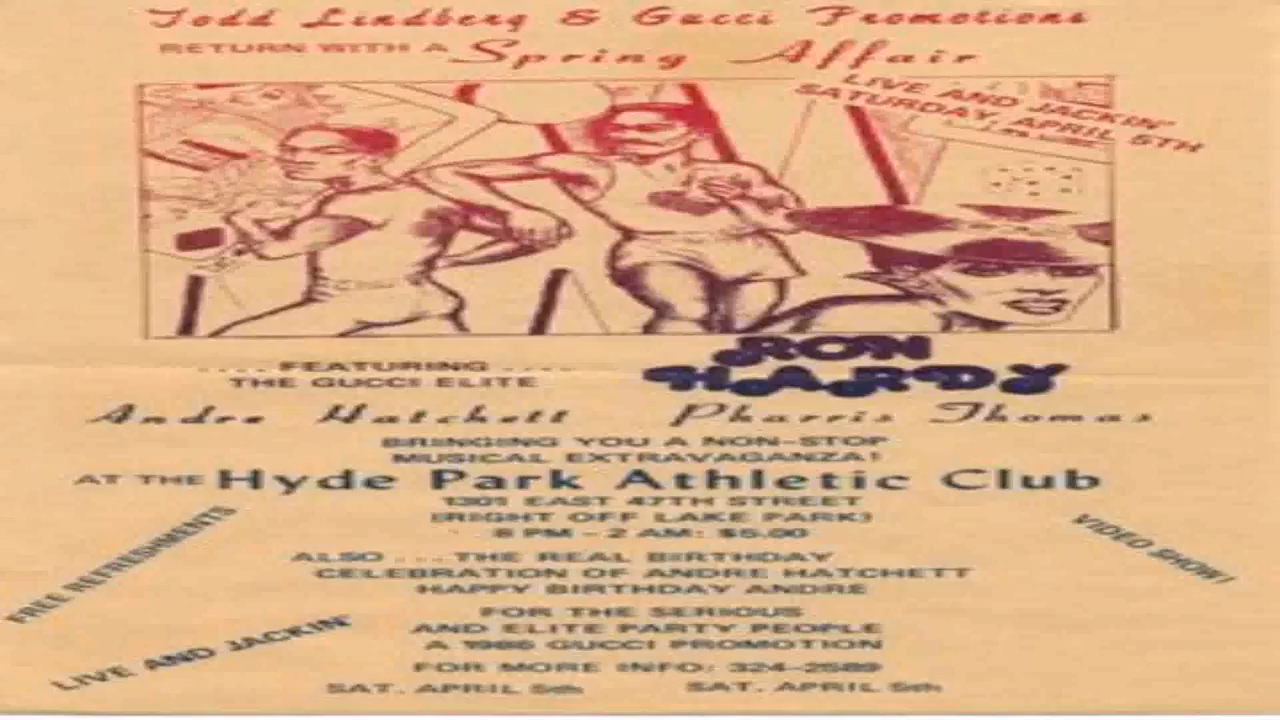 Todd Lindberg & Gucci Promotions
RETURN WITH A Spring Affair
LIVE AND JACKIN'
SATURDAY, APRIL 5TH
FEATURING
THE GUCCI ELITE
RON
HARDY
Andre Hatchett Pharris Thomas
BRINGING YOU A NON-STOP
MUSICAL EXTRAVAGANZA!
AT THE Hyde Park Athletic Club
1301 EAST 47TH STREET
(RIGHT OFF LAKE PARK)
8 PM - 2 AM: $5.00
FREE REFRESHMENTS
VIDEO SHOW!
ALSO ... THE REAL BIRTHDAY
CELEBRATION OF ANDRE HATCHETT
HAPPY BIRTHDAY ANDRE
FOR THE SERIOUS
AND ELITE PARTY PEOPLE
A 1986 GUCCI PROMOTION
LIVE AND JACKIN'
FOR MORE INFO: 324-2589
SAT. APRIL 5th SAT. APRIL 5th